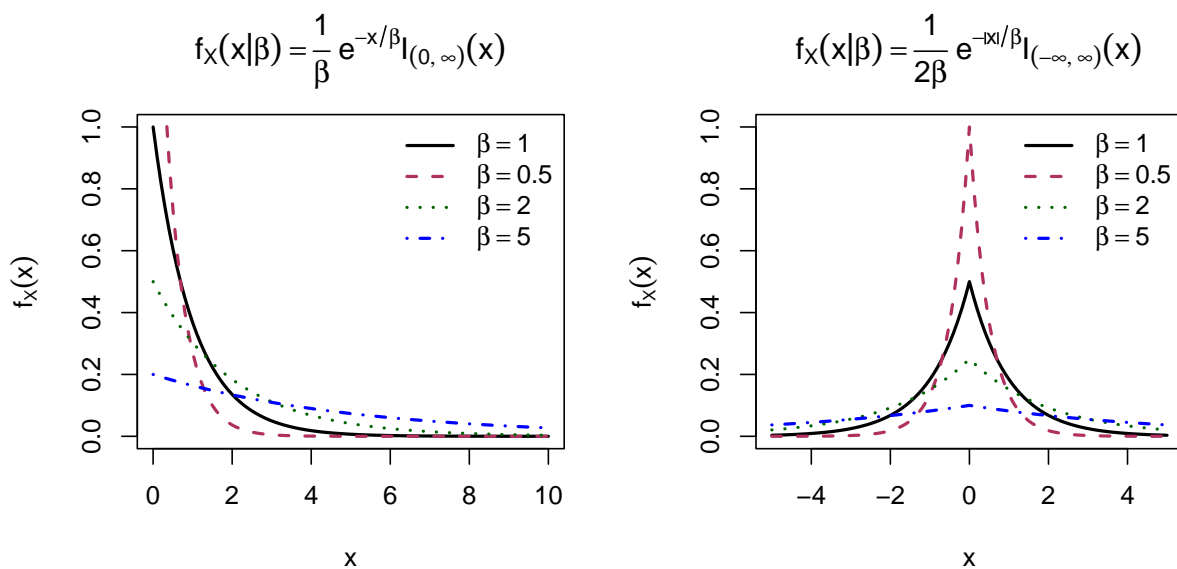 f_X(x|β) = 1/β e^{-x/β} I_{(0, ∞)}(x)
f_X(x)
1.0
0.8
0.6
0.4
0.2
0.0
β = 1
β = 0.5
β = 2
β = 5
0 2 4 6 8 10
x
f_X(x|β) = 1/2β e^{-|x|/β} I_{(-∞, ∞)}(x)
f_X(x)
1.0
0.8
0.6
0.4
0.2
0.0
β = 1
β = 0.5
β = 2
β = 5
−4 −2 0 2 4
x